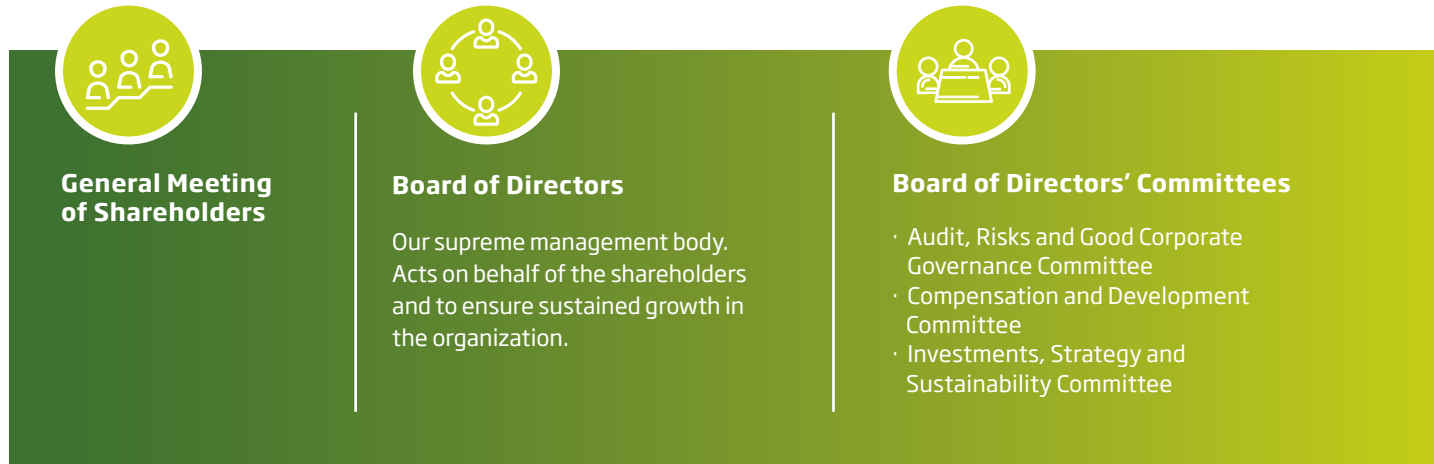 General Meeting
of Shareholders
Board of Directors
Our supreme management body.
Acts on behalf of the shareholders
and to ensure sustained growth in
the organization.
Board of Directors’ Committees
· Audit, Risks and Good Corporate
Governance Committee
· Compensation and Development
Committee
· Investments, Strategy and
Sustainability Committee